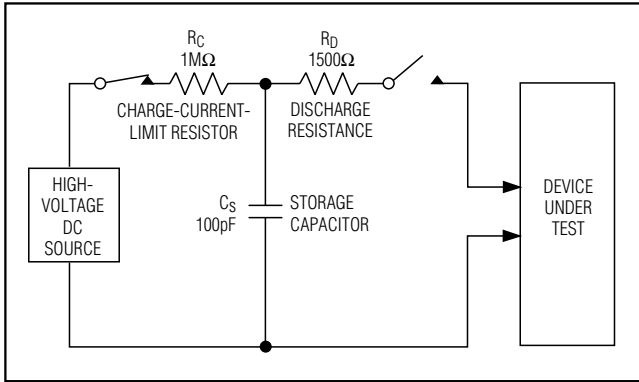 R_C
1MΩ
CHARGE-CURRENT-
LIMIT RESISTOR
R_D
1500Ω
DISCHARGE
RESISTANCE
HIGH-
VOLTAGE
DC
SOURCE
C_S
100pF
STORAGE
CAPACITOR
DEVICE
UNDER
TEST